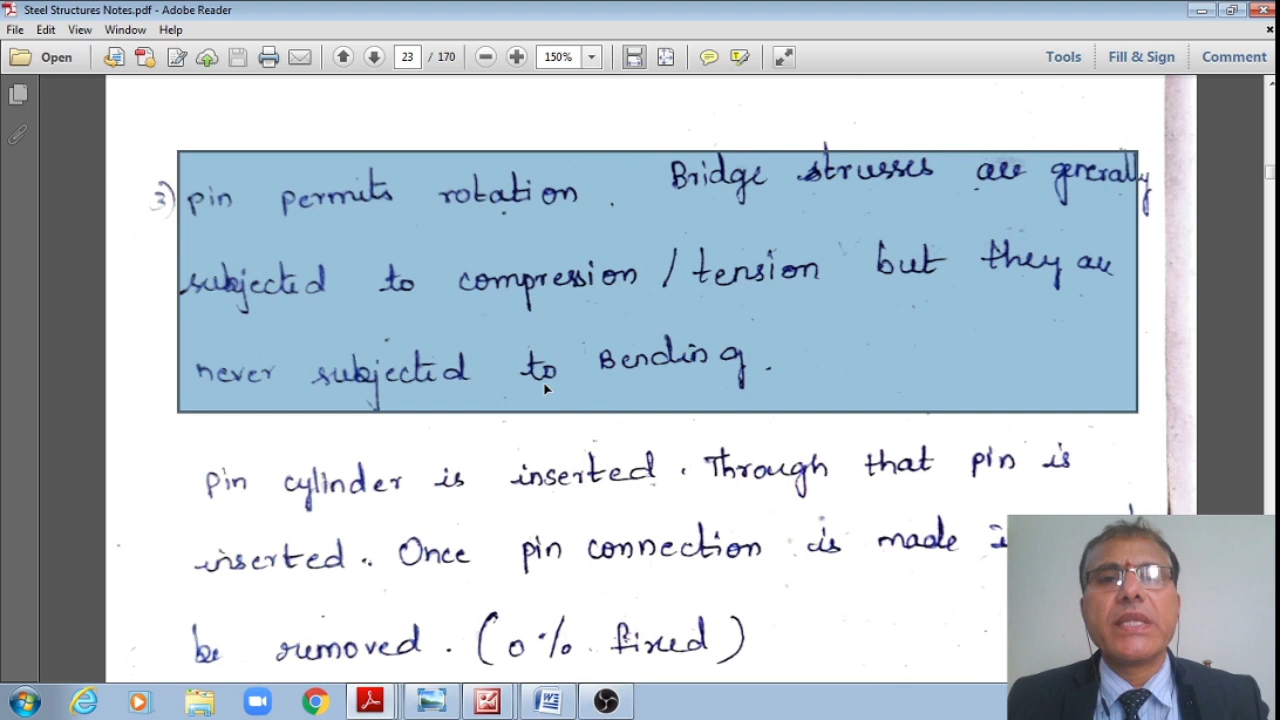 Steel Structures Notes.pdf - Adobe Reader
File Edit View Window Help
Open 23 / 170 150% Tools Fill & Sign Comment
3) pin permits rotation. Bridge strusses are generally
subjected to compression / tension but they are
never subjected to Bending.
pin cylinder is inserted. Through that pin is
inserted. Once pin connection is made
be removed. (0% fixed)